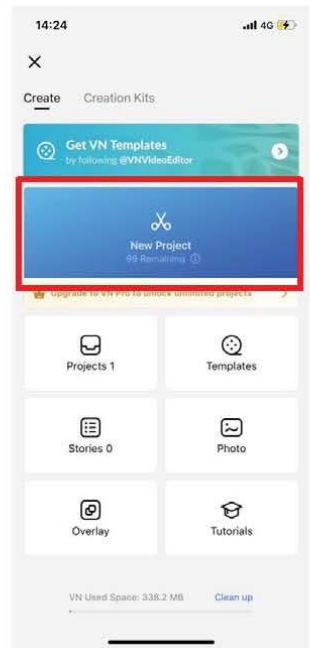 14:24
4G
Create Creation Kits
Get VN Templates
by following @VNVideoEditor
New Project
99 Remaining
Upgrade to VN Pro to unlock unlimited projects
Projects 1
Templates
Stories 0
Photo
Overlay
Tutorials
VN Used Space: 338.2 MB Clean up